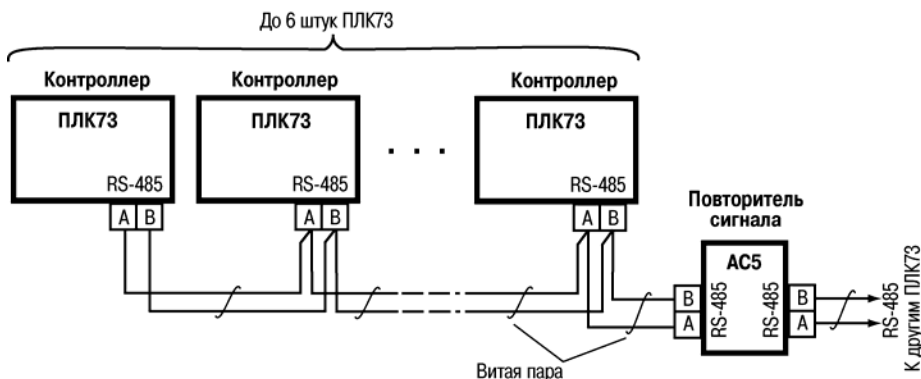 До 6 штук ПЛК73
Контроллер
ПЛК73
RS-485
A B
Контроллер
ПЛК73
RS-485
A B
. . .
Контроллер
ПЛК73
RS-485
A B
Повторитель
сигнала
АС5
B
A
RS-485
RS-485
B
A
RS-485
К другим ПЛК73
Витая пара